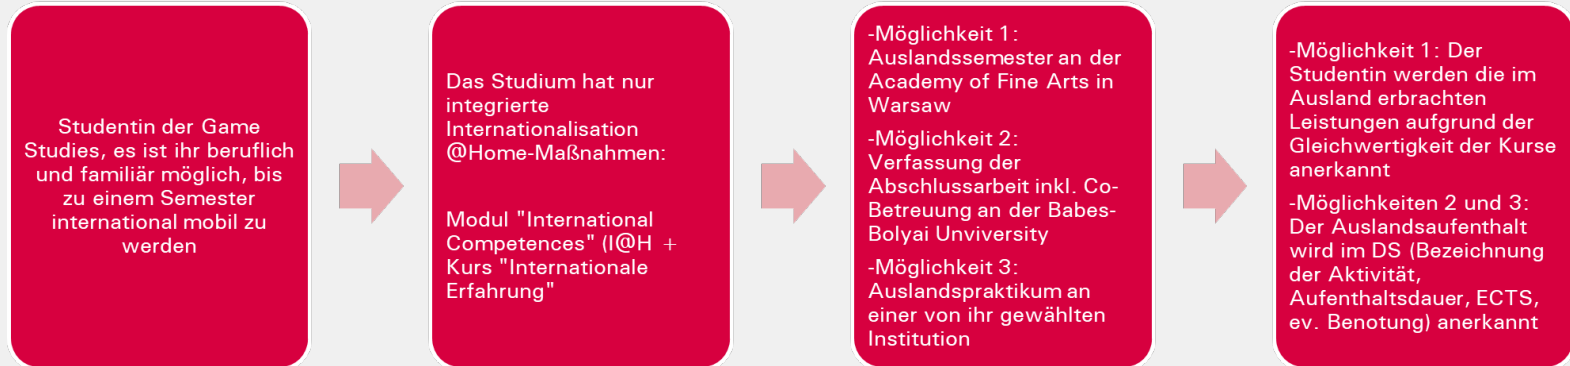 Studentin der Game
Studies, es ist ihr beruflich
und familiär möglich, bis
zu einem Semester
international mobil zu
werden
Das Studium hat nur
integrierte
Internationalisation
@Home-Maßnahmen:
Modul "International
Competences" (I@H +
Kurs "Internationale
Erfahrung"
-Möglichkeit 1:
Auslandssemester an der
Academy of Fine Arts in
Warsaw
-Möglichkeit 2:
Verfassung der
Abschlussarbeit inkl. Co-
Betreuung an der Babes-
Bolyai Unviversity
-Möglichkeit 3:
Auslandspraktikum an
einer von ihr gewählten
Institution
-Möglichkeit 1: Der
Studentin werden die im
Ausland erbrachten
Leistungen aufgrund der
Gleichwertigkeit der Kurse
anerkannt
-Möglichkeiten 2 und 3:
Der Auslandsaufenthalt
wird im DS (Bezeichnung
der Aktivität,
Aufenthaltsdauer, ECTS,
ev. Benotung) anerkannt